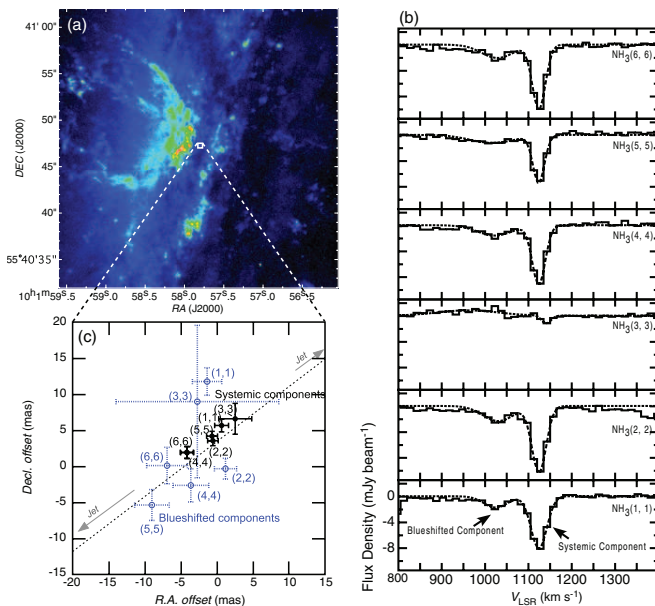 (a)
41' 00"
55"
50"
45"
40"
55°40'35"
DEC (J2000)
10ʰ1ᵐ59ˢ.5 59ˢ.0 58ˢ.5 58ˢ.0 57ˢ.5 57ˢ.0 56ˢ.5
RA (J2000)
(c)
20
15
10
5
0
-5
-10
-15
-20 -15 -10 -5 0 5 10 15
Decl. offset (mas)
R.A. offset (mas)
Jet
(1,1)
(3,3)
Systemic components
(1,1)
(3,3)
(5,5)
(6,6)
(2,2)
(6,6)
(4,4)
(2,2)
(4,4)
Jet
Blueshifted components
(5,5)
(b)
NH₃(6, 6)
NH₃(5, 5)
NH₃(4, 4)
NH₃(3, 3)
NH₃(2, 2)
NH₃(1, 1)
Blueshifted Component
Systemic Component
0
-4
-8
Flux Density (mJy beam⁻¹)
800 1000 1200 1400
V_LSR (km s⁻¹)